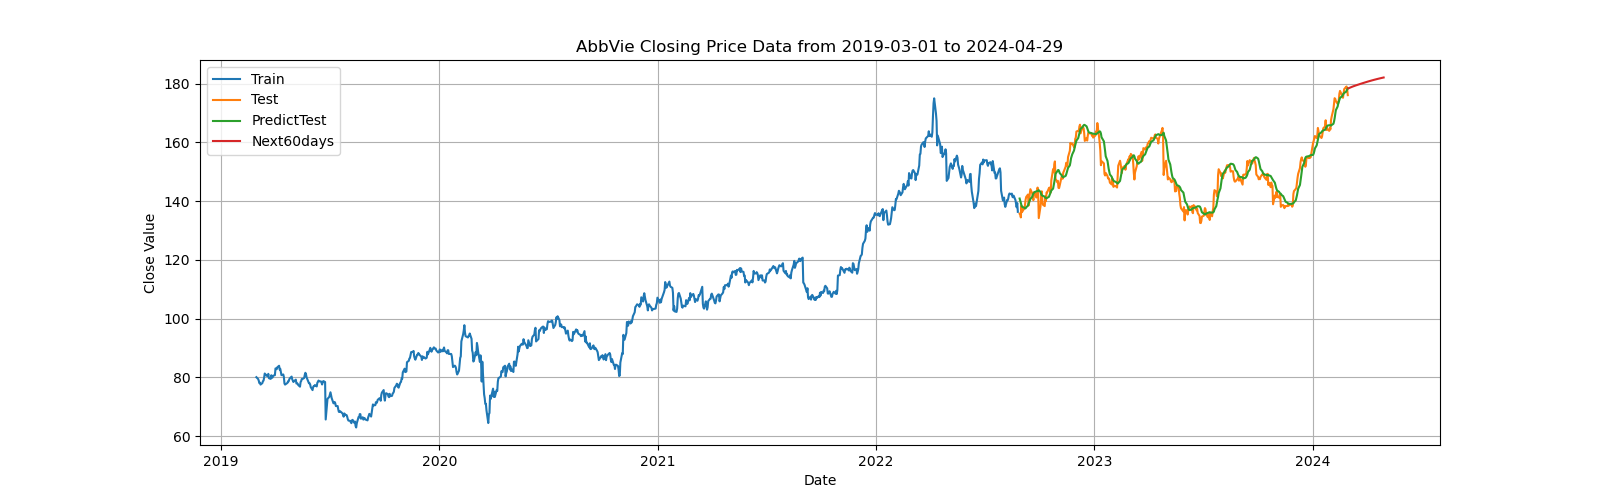 AbbVie Closing Price Data from 2019-03-01 to 2024-04-29
Train
Test
PredictTest
Next60days
Close Value
180
160
140
120
100
80
60
2019 2020 2021 2022 2023 2024
Date